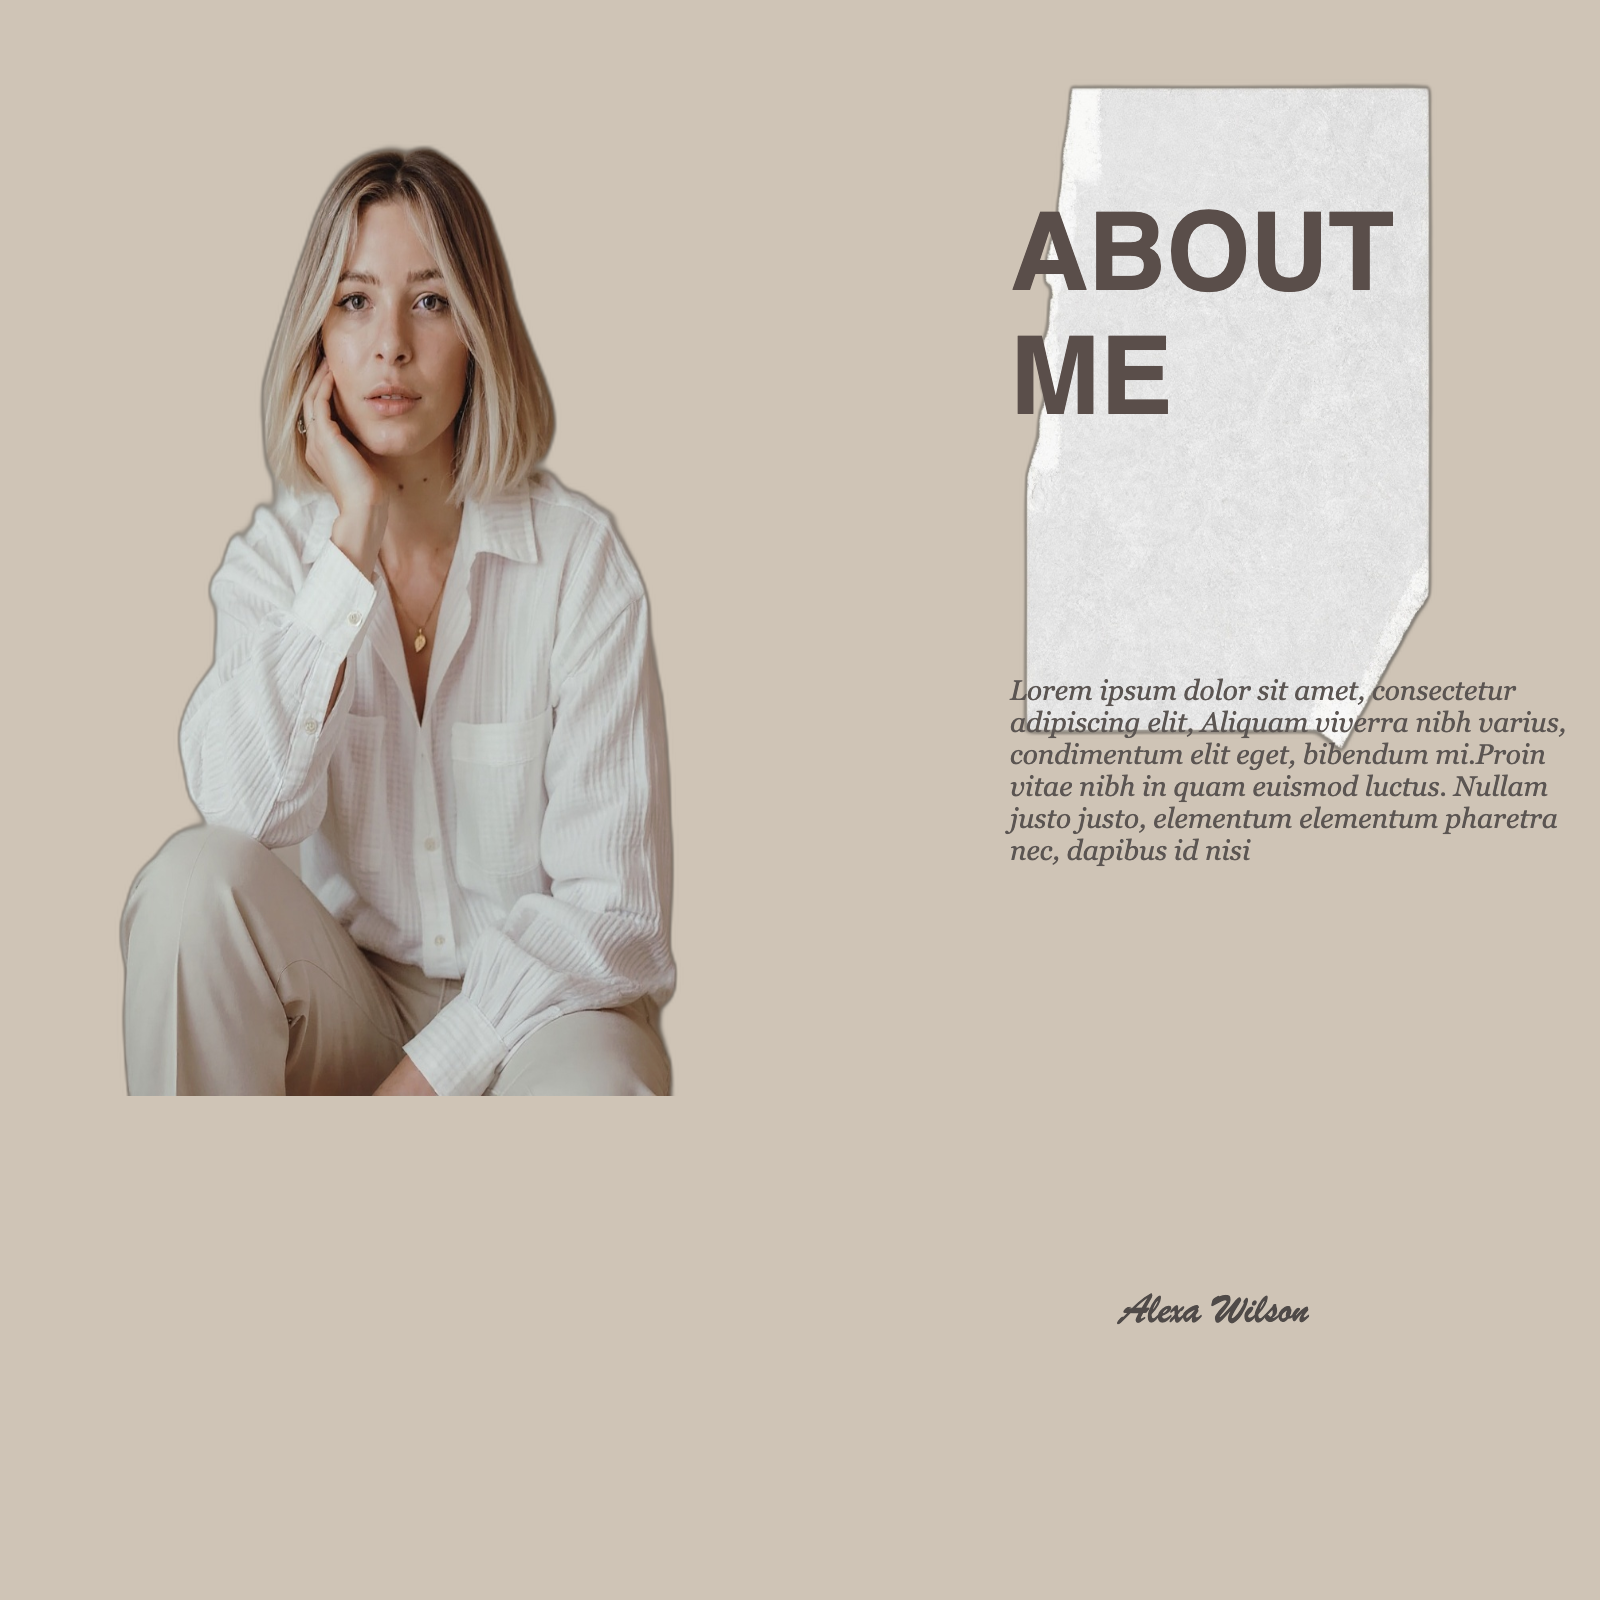 ABOUT
ME
Lorem ipsum dolor sit amet, consectetur
adipiscing elit, Aliquam viverra nibh varius,
condimentum elit eget, bibendum mi.Proin
vitae nibh in quam euismod luctus. Nullam
justo justo, elementum elementum pharetra
nec, dapibus id nisi
Alexa Wilson